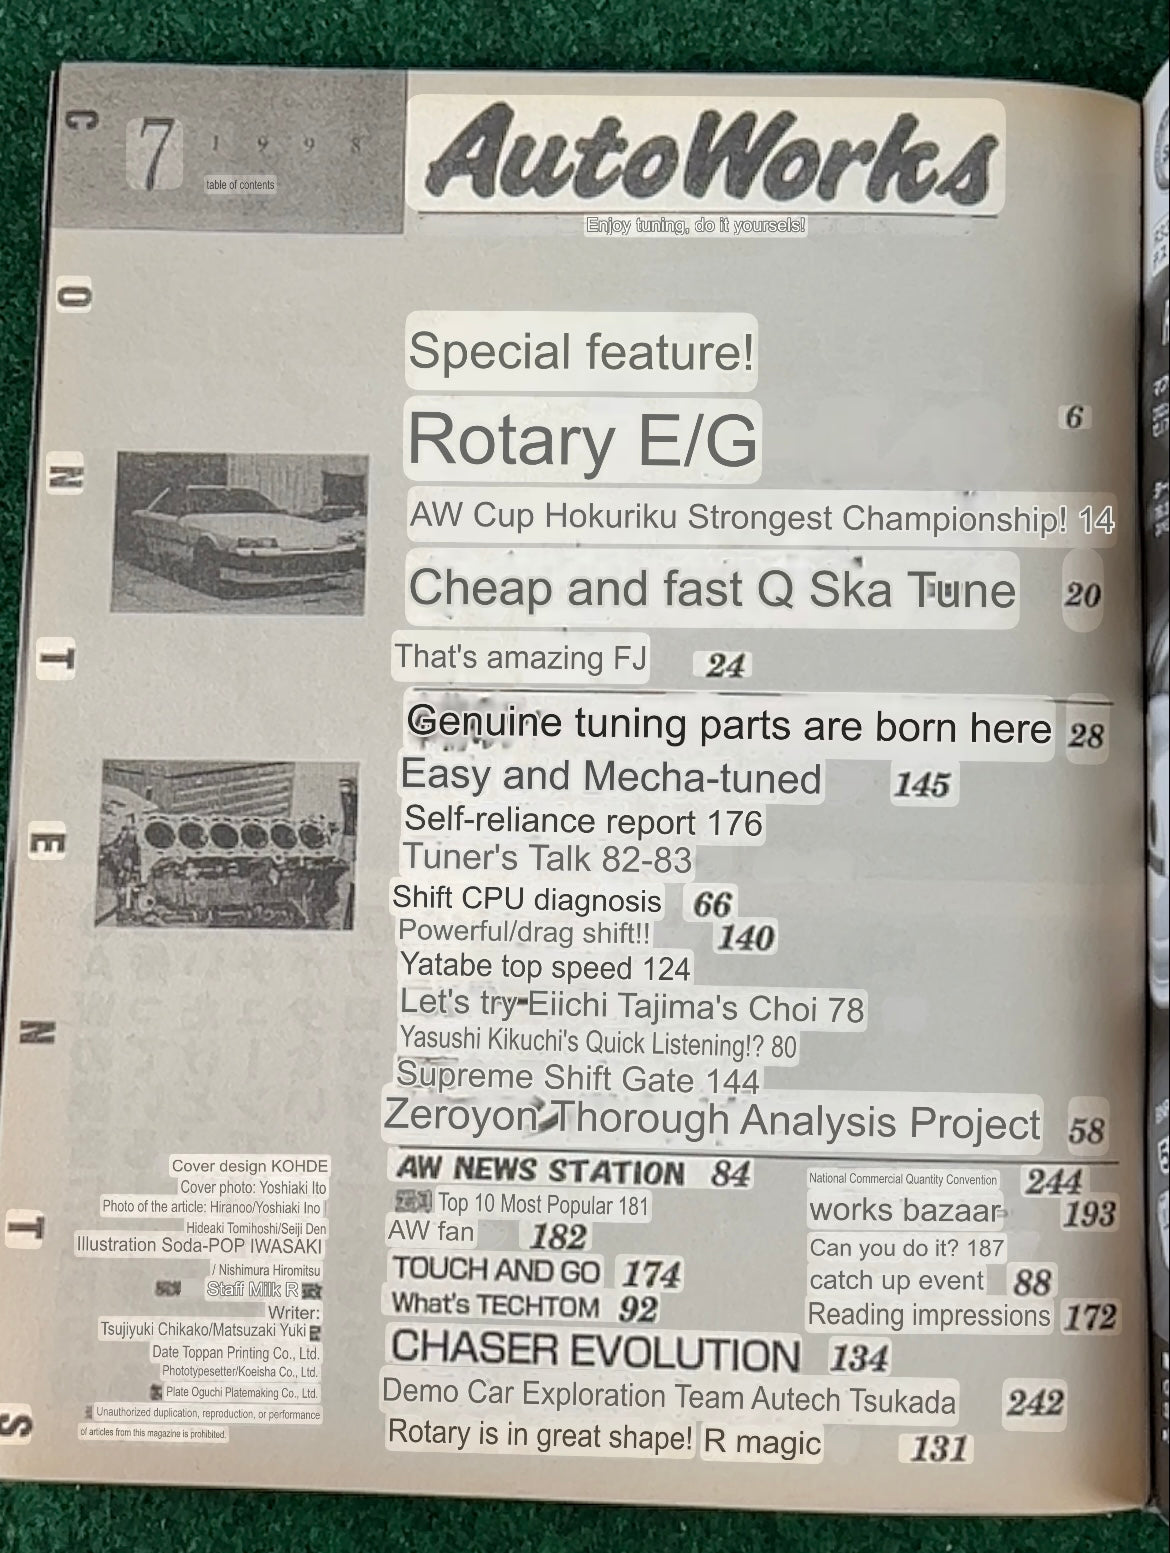 7 1 9 9 8
table of contents
AutoWorks
Enjoy tuning, do it yoursels!
CONTENTS
Special feature!
Rotary E/G 6
AW Cup Hokuriku Strongest Championship! 14
Cheap and fast Q Ska Tune 20
That's amazing FJ 24
Genuine tuning parts are born here 28
Easy and Mecha-tuned 145
Self-reliance report 176
Tuner's Talk 82-83
Shift CPU diagnosis 66
Powerful/drag shift!! 140
Yatabe top speed 124
Let's try-Eiichi Tajima's Choi 78
Yasushi Kikuchi's Quick Listening!? 80
Supreme Shift Gate 144
Zeroyon Thorough Analysis Project 58
AW NEWS STATION 84
Top 10 Most Popular 181
AW fan 182
TOUCH AND GO 174
What's TECHTOM 92
National Commercial Quantity Convention 244
works bazaar 193
Can you do it? 187
catch up event 88
Reading impressions 172
CHASER EVOLUTION 134
Demo Car Exploration Team Autech Tsukada 242
Rotary is in great shape! R magic 131
Cover design KOHDE
Cover photo: Yoshiaki Ito
Photo of the article: Hiranoo/Yoshiaki Ino
Hideaki Tomihoshi/Seiji Den
Illustration Soda-POP IWASAKI
/ Nishimura Hiromitsu
Staff Milk R
Writer:
Tsujiyuki Chikako/Matsuzaki Yuki
Date Toppan Printing Co., Ltd.
Phototypesetter/Koeisha Co., Ltd.
Plate Oguchi Platemaking Co., Ltd.
Unauthorized duplication, reproduction, or performance
of articles from this magazine is prohibited.